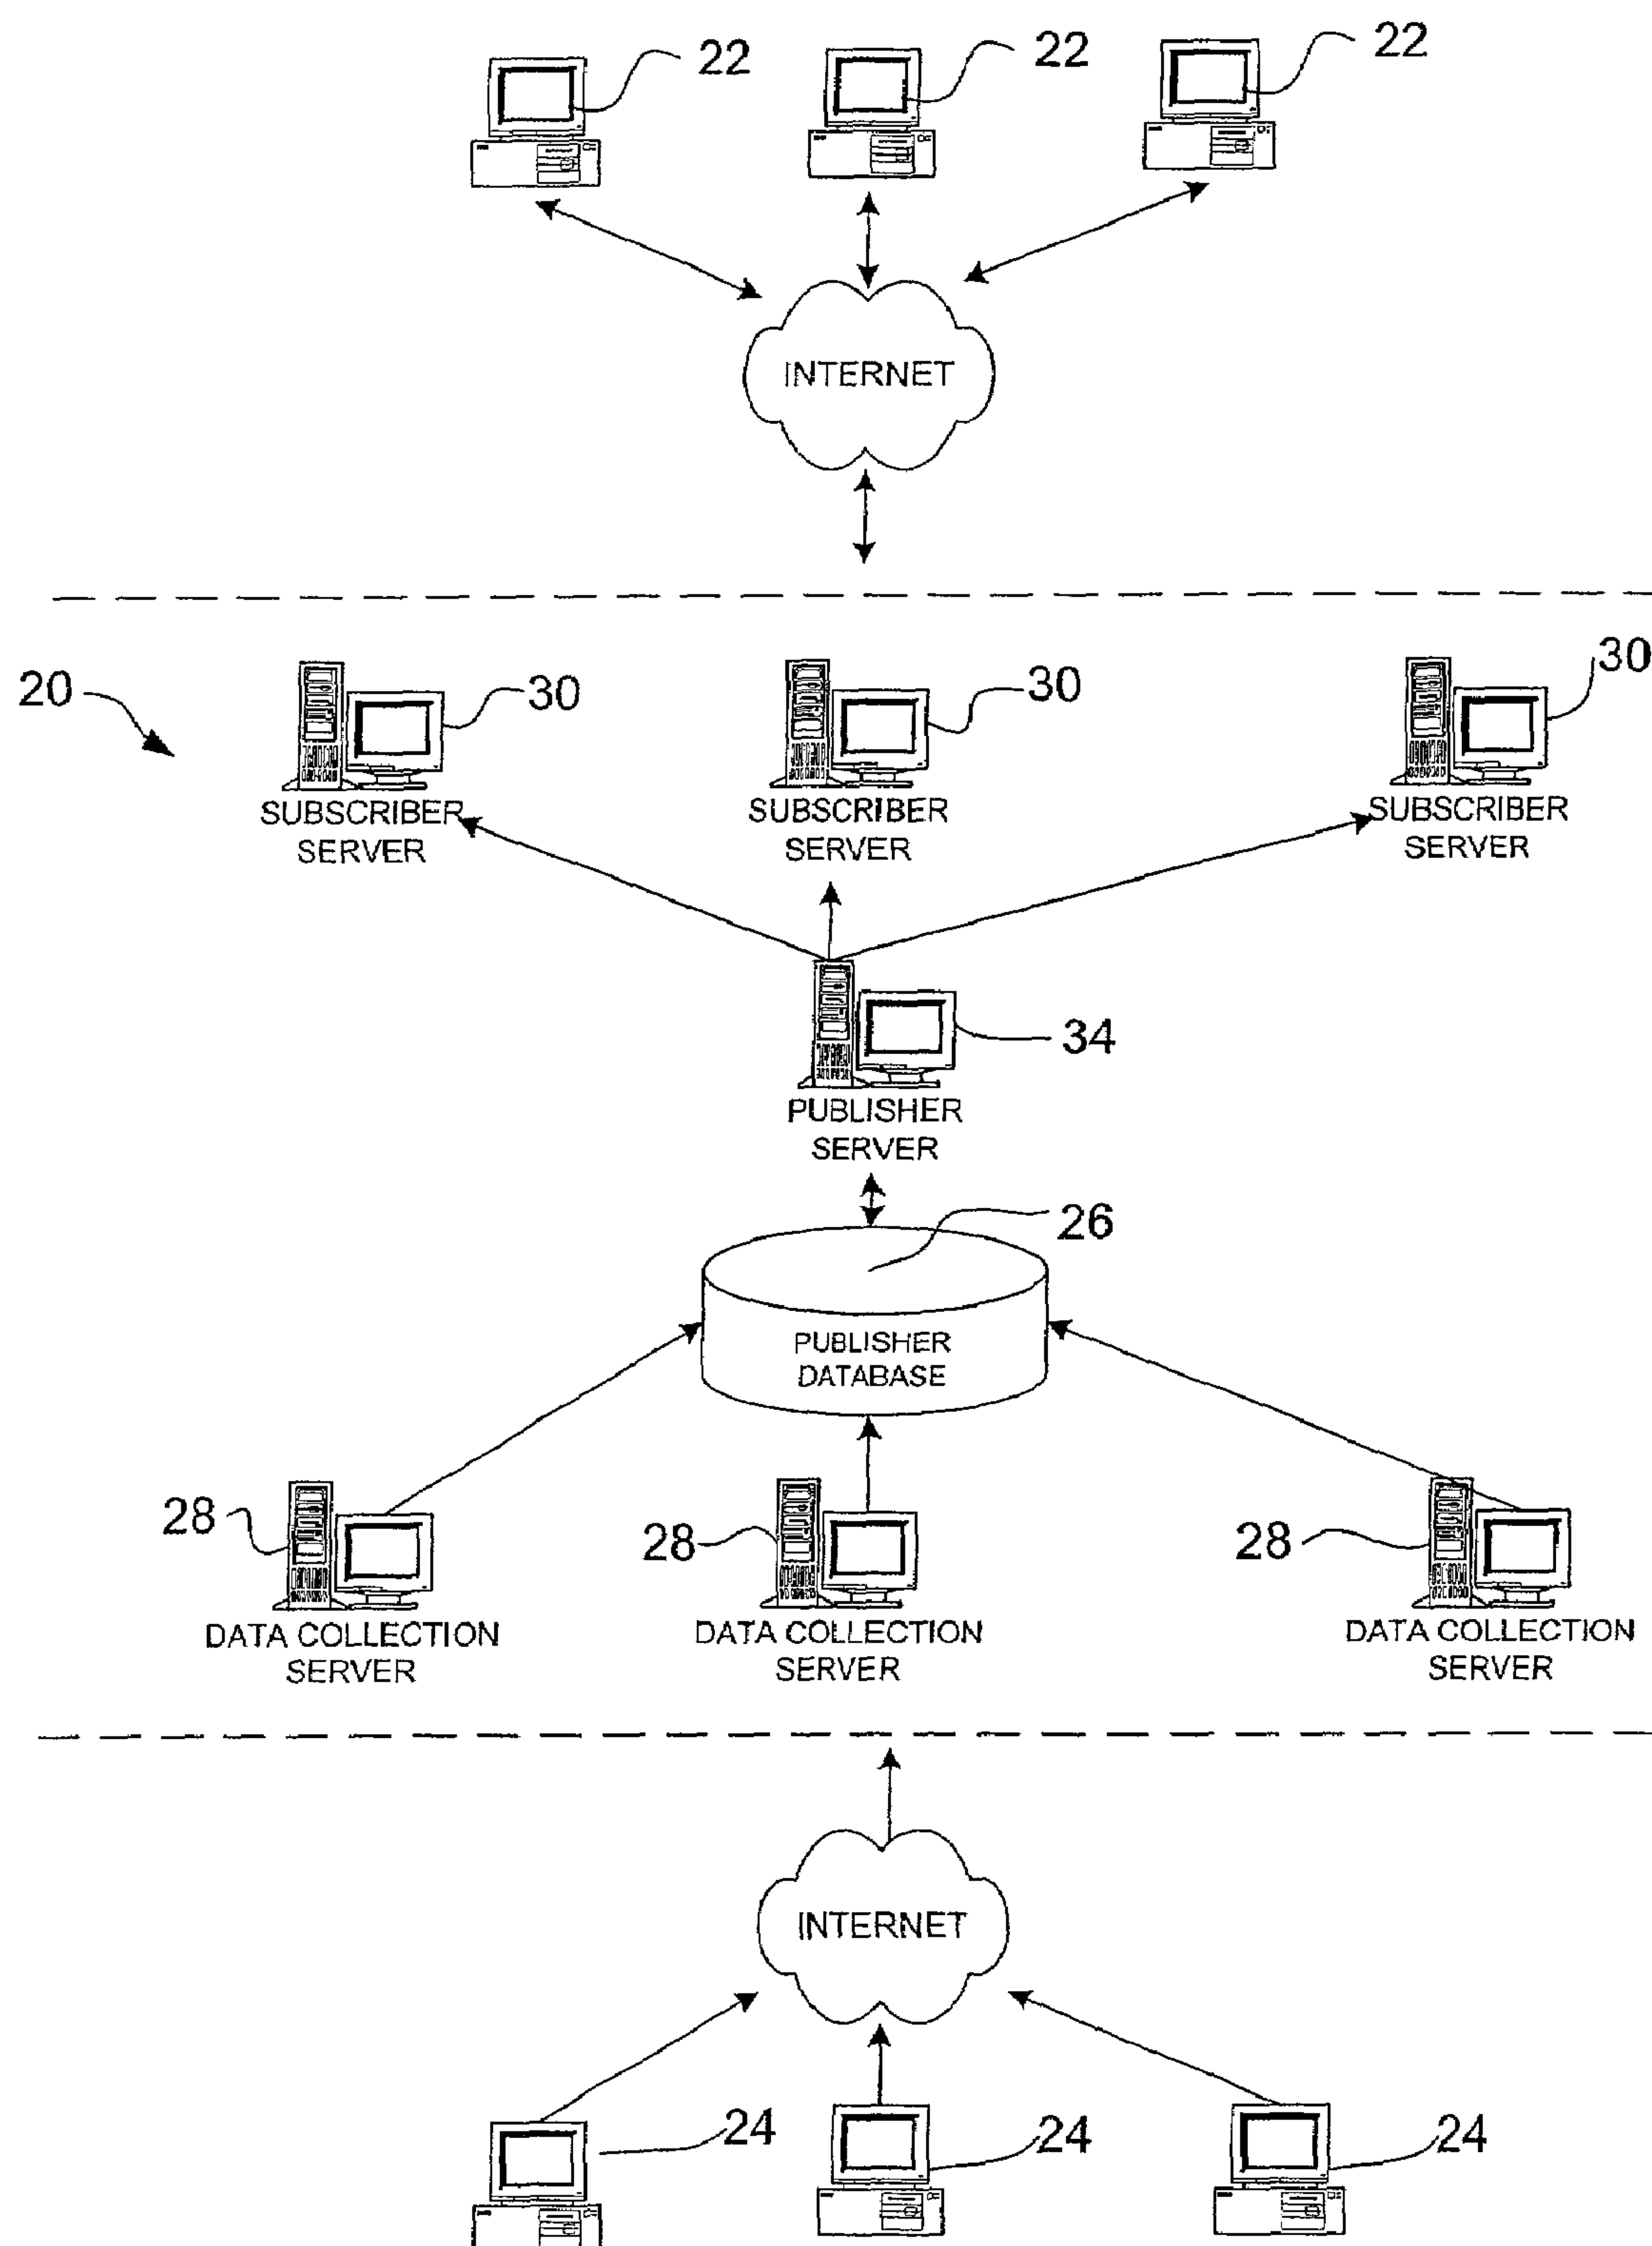 22
22
22
INTERNET
20
30
30
30
SUBSCRIBER
SERVER
SUBSCRIBER
SERVER
SUBSCRIBER
SERVER
34
PUBLISHER
SERVER
26
PUBLISHER
DATABASE
28
28
28
DATA COLLECTION
SERVER
DATA COLLECTION
SERVER
DATA COLLECTION
SERVER
INTERNET
24
24
24